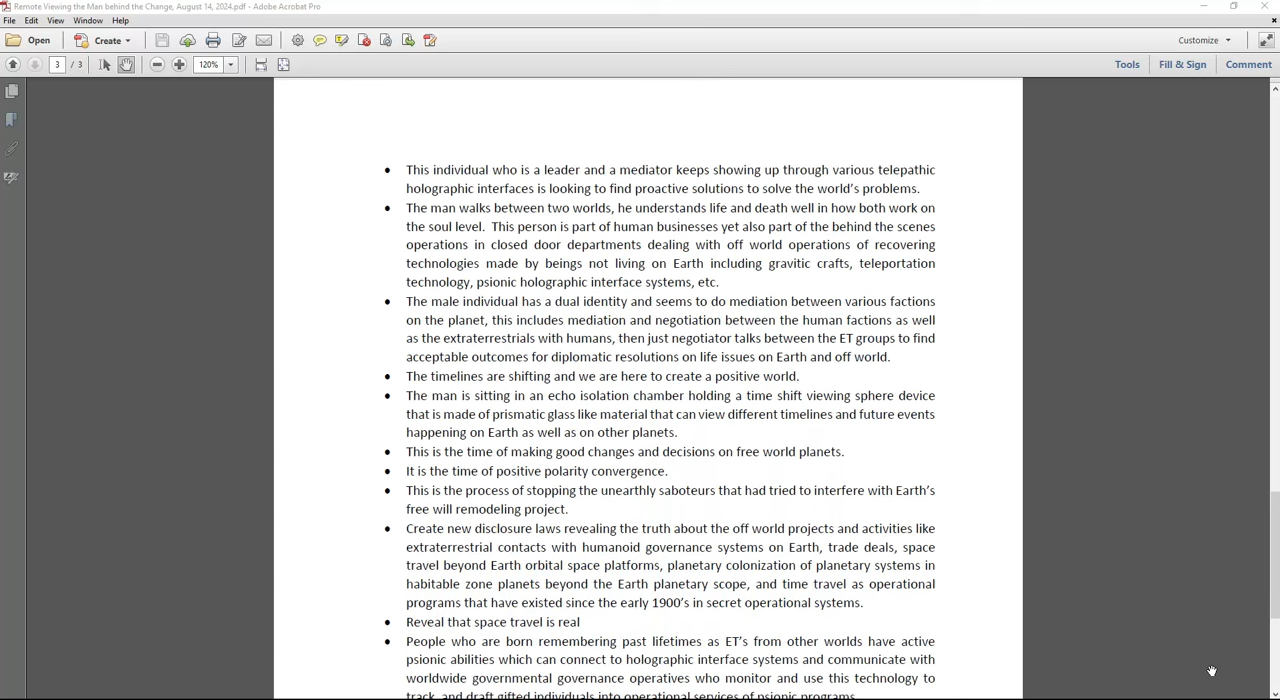 Remote Viewing the Man behind the Change, August 14, 2024.pdf - Adobe Acrobat Pro
File Edit View Window Help
Open Create Customize
3 / 3 120% Tools Fill & Sign Comment
• This individual who is a leader and a mediator keeps showing up through various telepathic
holographic interfaces is looking to find proactive solutions to solve the world's problems.
• The man walks between two worlds, he understands life and death well in how both work on
the soul level. This person is part of human businesses yet also part of the behind the scenes
operations in closed door departments dealing with off world operations of recovering
technologies made by beings not living on Earth including gravitic crafts, teleportation
technology, psionic holographic interface systems, etc.
• The male individual has a dual identity and seems to do mediation between various factions
on the planet, this includes mediation and negotiation between the human factions as well
as the extraterrestrials with humans, then just negotiator talks between the ET groups to find
acceptable outcomes for diplomatic resolutions on life issues on Earth and off world.
• The timelines are shifting and we are here to create a positive world.
• The man is sitting in an echo isolation chamber holding a time shift viewing sphere device
that is made of prismatic glass like material that can view different timelines and future events
happening on Earth as well as on other planets.
• This is the time of making good changes and decisions on free world planets.
• It is the time of positive polarity convergence.
• This is the process of stopping the unearthly saboteurs that had tried to interfere with Earth's
free will remodeling project.
• Create new disclosure laws revealing the truth about the off world projects and activities like
extraterrestrial contacts with humanoid governance systems on Earth, trade deals, space
travel beyond Earth orbital space platforms, planetary colonization of planetary systems in
habitable zone planets beyond the Earth planetary scope, and time travel as operational
programs that have existed since the early 1900's in secret operational systems.
• Reveal that space travel is real
• People who are born remembering past lifetimes as ET's from other worlds have active
psionic abilities which can connect to holographic interface systems and communicate with
worldwide governmental governance operatives who monitor and use this technology to
track, and draft gifted individuals into operational services of psionic programs.